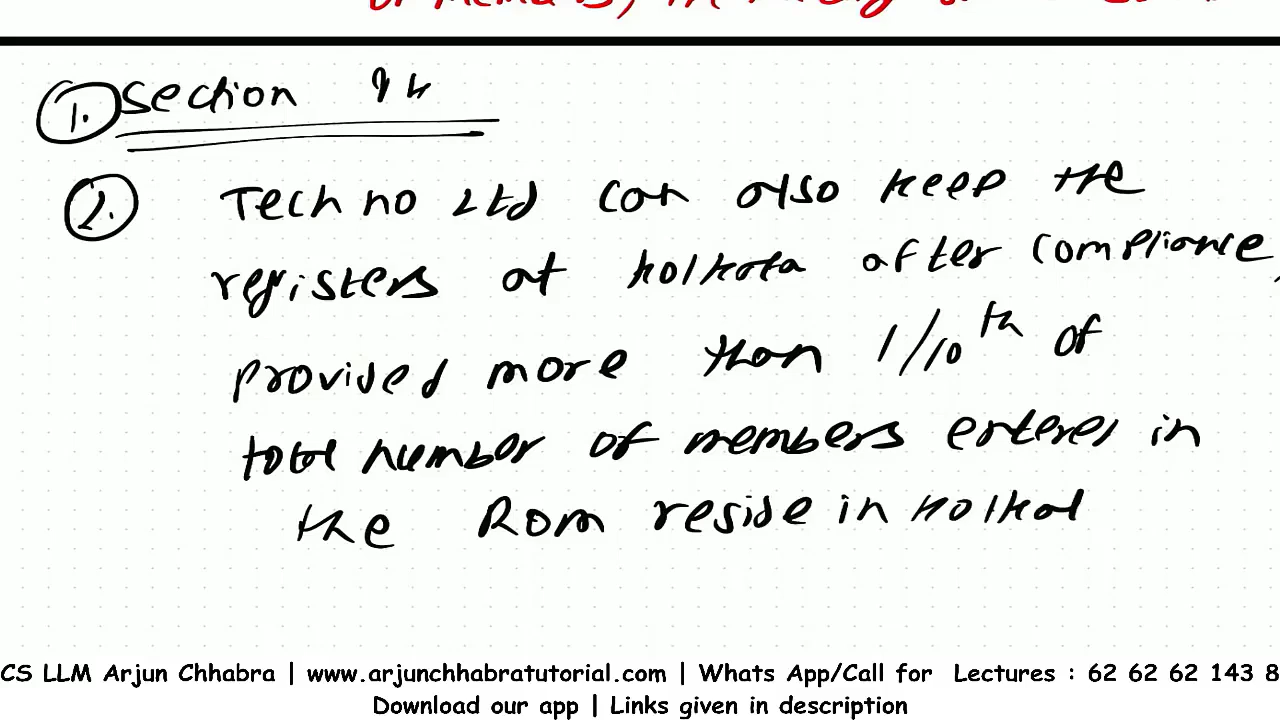 1. Section 94
2. Techno Ltd can also keep the
registers at Kolkata after compliance,
provided more than 1/10th of
total number of members entered in
the ROM reside in Kolkat
CS LLM Arjun Chhabra | www.arjunchhabratutorial.com | Whats App/Call for Lectures : 62 62 62 143 8
Download our app | Links given in description